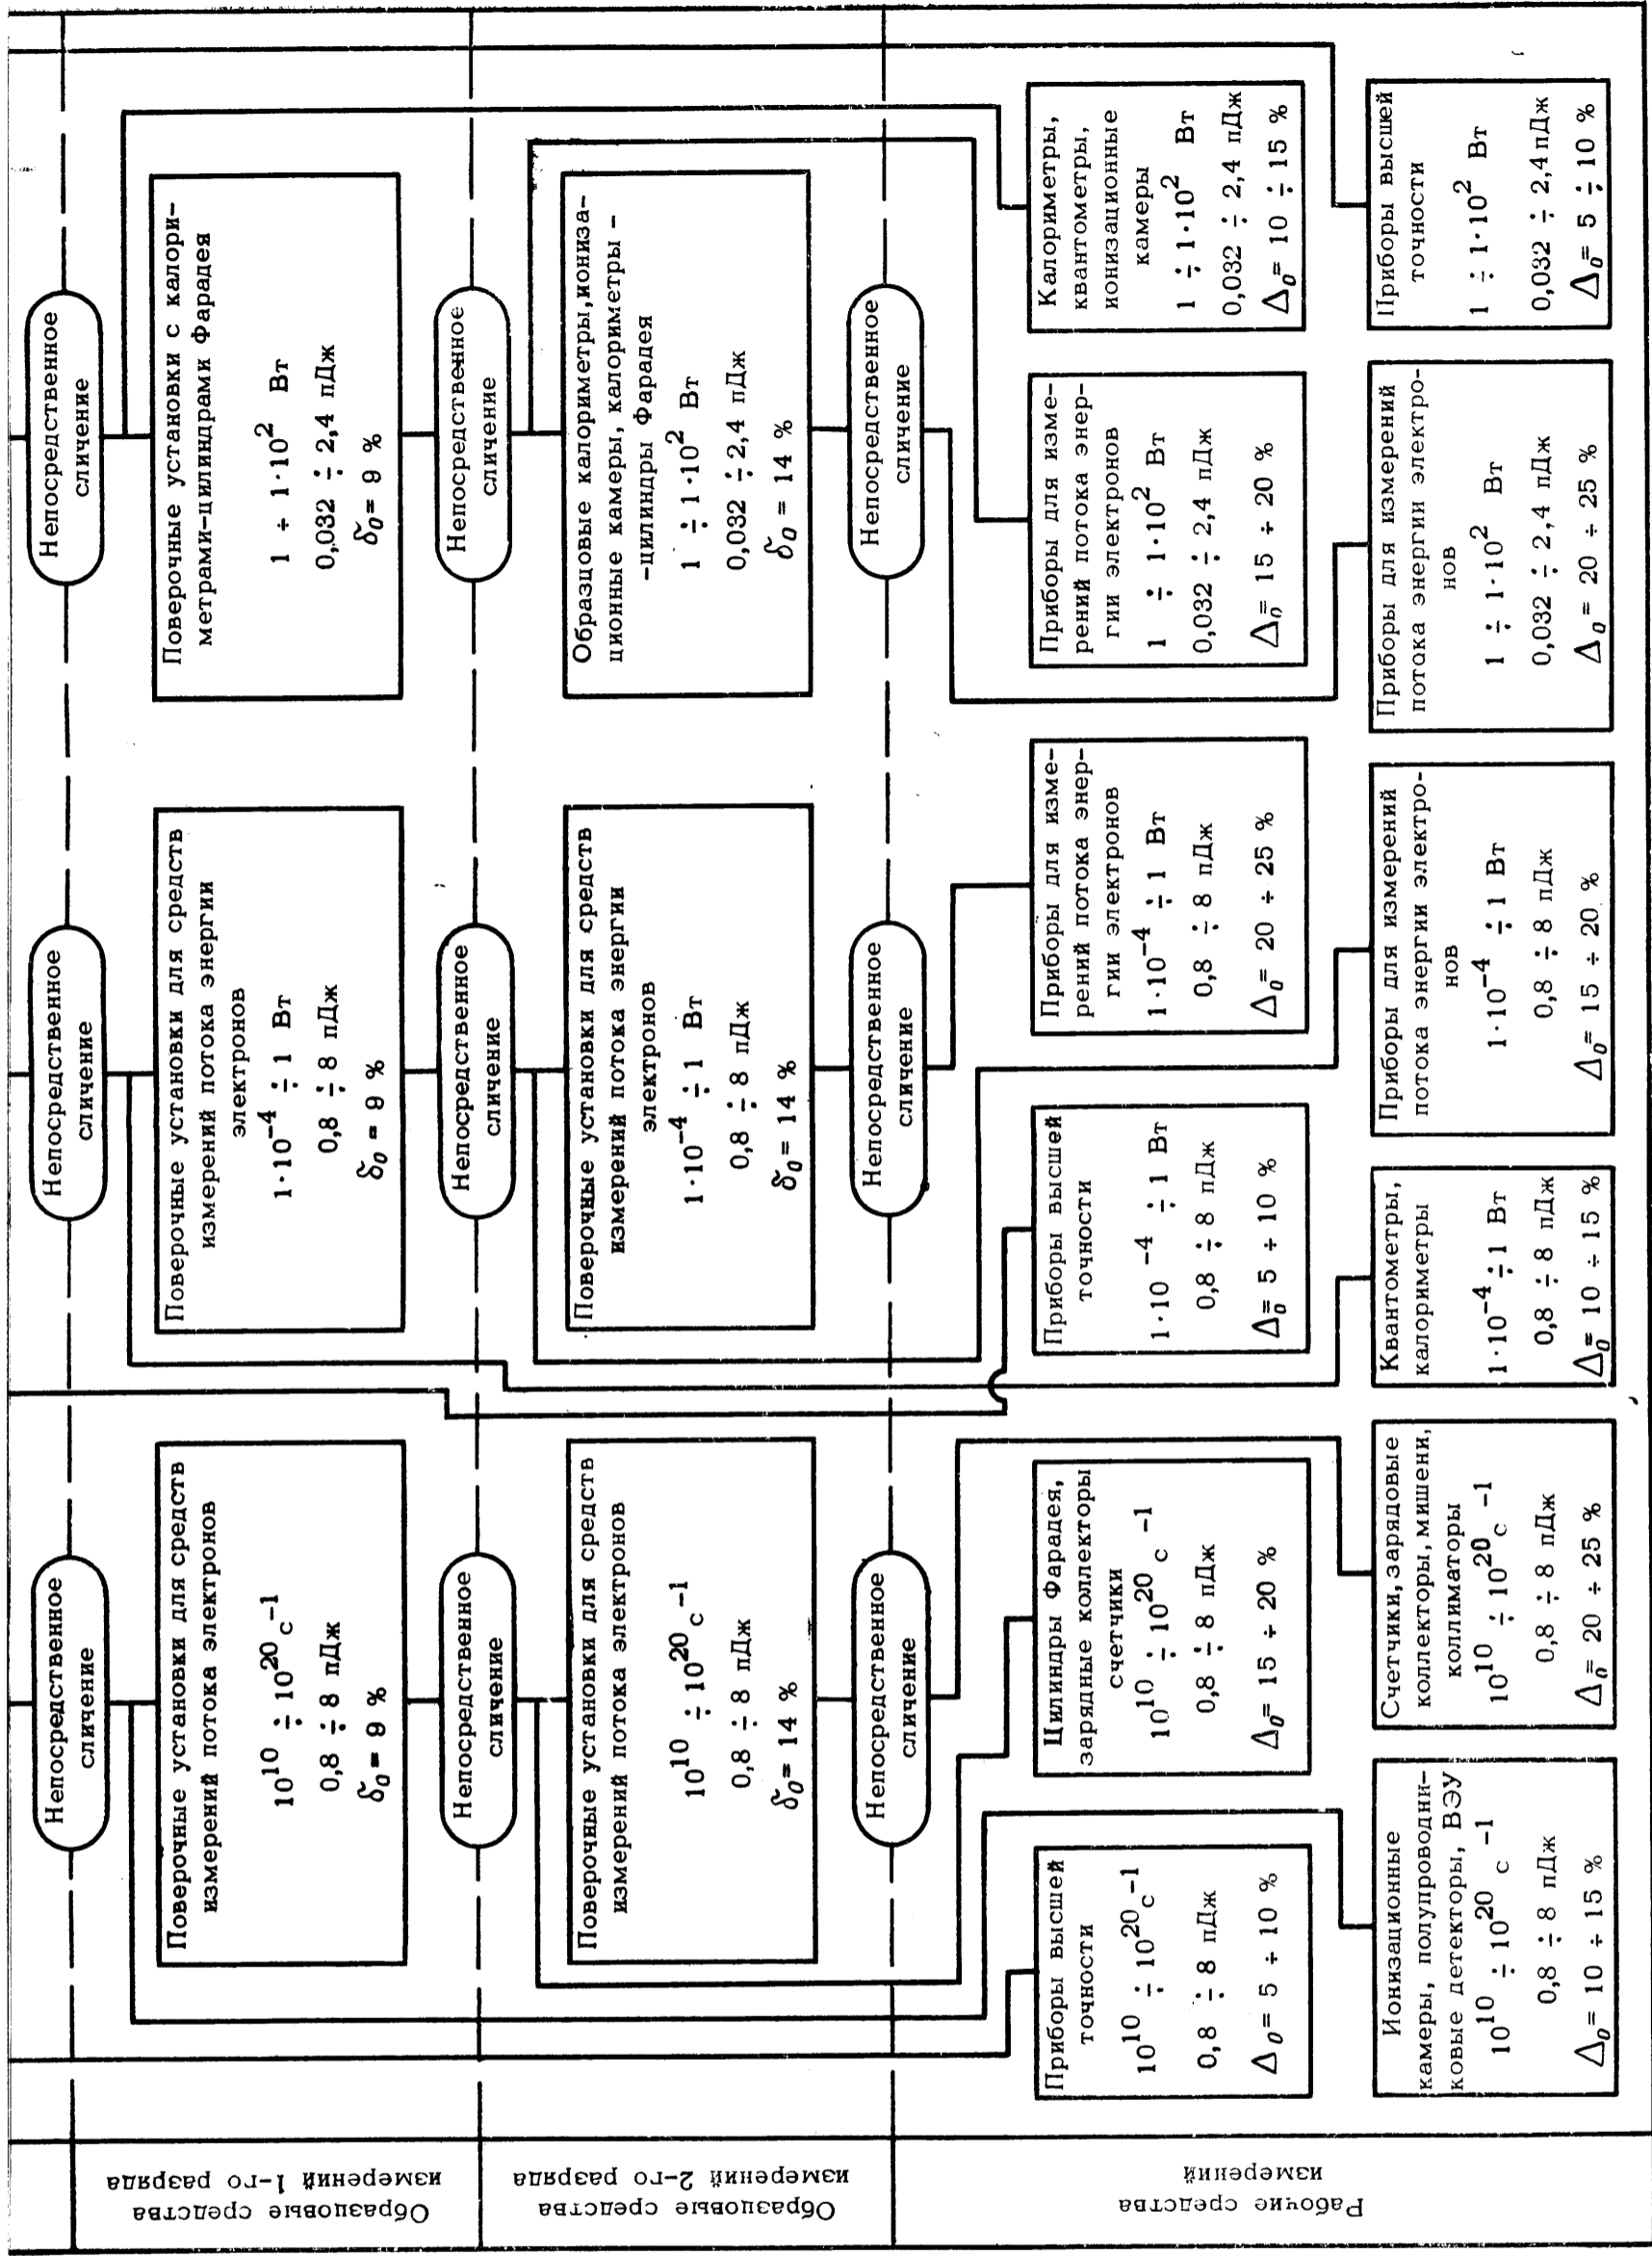 Образцовые средства
измерений 1-го разряда
Непосредственное
сличение
Непосредственное
сличение
Непосредственное
сличение
Поверочные установки для средств
измерений потока электронов
10^10 ÷ 10^20 с^-1
0,8 ÷ 8 пДж
δ₀ = 9 %
Поверочные установки для средств
измерений потока энергии
электронов
1·10^-4 ÷ 1 Вт
0,8 ÷ 8 пДж
δ₀ = 9 %
Поверочные установки с калори-
метрами-цилиндрами Фарадея
1 ÷ 1·10^2 Вт
0,032 ÷ 2,4 пДж
δ₀ = 9 %
Образцовые средства
измерений 2-го разряда
Непосредственное
сличение
Непосредственное
сличение
Непосредственное
сличение
Поверочные установки для средств
измерений потока электронов
10^10 ÷ 10^20 с^-1
0,8 ÷ 8 пДж
δ₀ = 14 %
Поверочные установки для средств
измерений потока энергии
электронов
1·10^-4 ÷ 1 Вт
0,8 ÷ 8 пДж
δ₀ = 14 %
Образцовые калориметры, иониза-
ционные камеры, калориметры -
-цилиндры Фарадея
1 ÷ 1·10^2 Вт
0,032 ÷ 2,4 пДж
δ₀ = 14 %
Рабочие средства
измерений
Непосредственное
сличение
Непосредственное
сличение
Непосредственное
сличение
Приборы высшей
точности
10^10 ÷ 10^20 с^-1
0,8 ÷ 8 пДж
Δ₀ = 5 ÷ 10 %
Цилиндры Фарадея,
зарядные коллекторы
счетчики
10^10 ÷ 10^20 с^-1
0,8 ÷ 8 пДж
Δ₀ = 15 ÷ 20 %
Приборы высшей
точности
1·10^-4 ÷ 1 Вт
0,8 ÷ 8 пДж
Δ₀ = 5 ÷ 10 %
Приборы для изме-
рений потока энер-
гии электронов
1·10^-4 ÷ 1 Вт
0,8 ÷ 8 пДж
Δ₀ = 20 ÷ 25 %
Приборы для изме-
рений потока энер-
гии электронов
1 ÷ 1·10^2 Вт
0,032 ÷ 2,4 пДж
Δ₀ = 15 ÷ 20 %
Калориметры,
квантометры,
ионизационные
камеры
1 ÷ 1·10^2 Вт
0,032 ÷ 2,4 пДж
Δ₀ = 10 ÷ 15 %
Ионизационные
камеры, полупроводни-
ковые детекторы, ВЭУ
10^10 ÷ 10^20 с^-1
0,8 ÷ 8 пДж
Δ₀ = 10 ÷ 15 %
Счетчики, зарядовые
коллекторы, мишени,
коллиматоры
10^10 ÷ 10^20 с^-1
0,8 ÷ 8 пДж
Δ₀ = 20 ÷ 25 %
Квантометры,
калориметры
1·10^-4 ÷ 1 Вт
0,8 ÷ 8 пДж
Δ₀ = 10 ÷ 15 %
Приборы для измерений
потока энергии электро-
нов
1·10^-4 ÷ 1 Вт
0,8 ÷ 8 пДж
Δ₀ = 15 ÷ 20 %
Приборы для измерений
потока энергии электро-
нов
1 ÷ 1·10^2 Вт
0,032 ÷ 2,4 пДж
Δ₀ = 20 ÷ 25 %
Приборы высшей
точности
1 ÷ 1·10^2 Вт
0,032 ÷ 2,4 пДж
Δ₀ = 5 ÷ 10 %